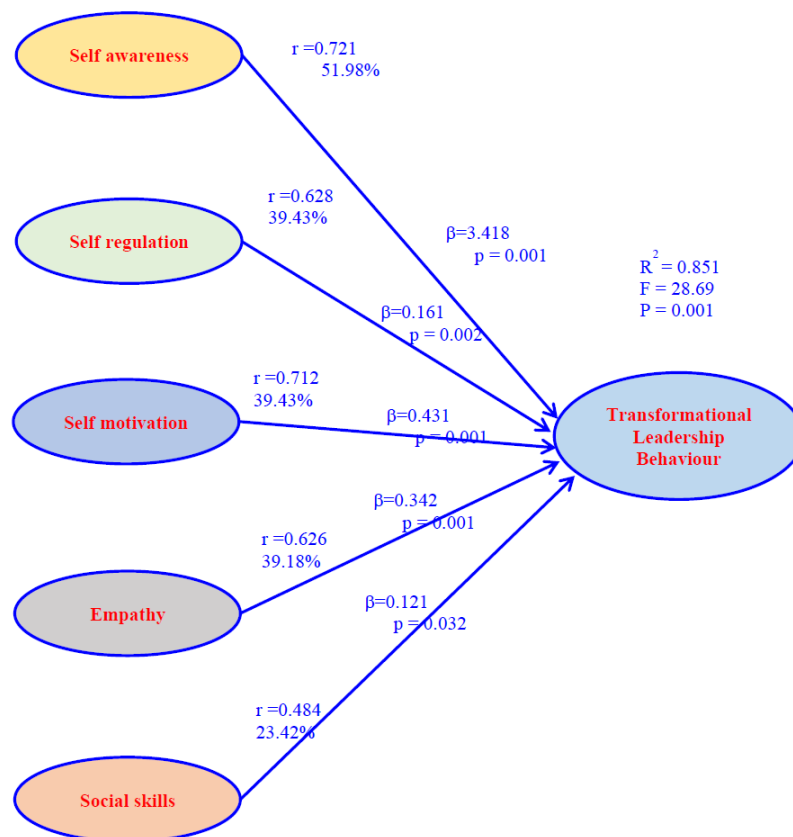 Self awareness
r =0.721
51.98%
Self regulation
r =0.628
39.43%
β=3.418
p = 0.001
R² = 0.851
F = 28.69
P = 0.001
β=0.161
p = 0.002
Self motivation
r =0.712
39.43%
β=0.431
p = 0.001
Transformational
Leadership
Behaviour
Empathy
r =0.626
39.18%
β=0.342
p = 0.001
β=0.121
p = 0.032
Social skills
r =0.484
23.42%